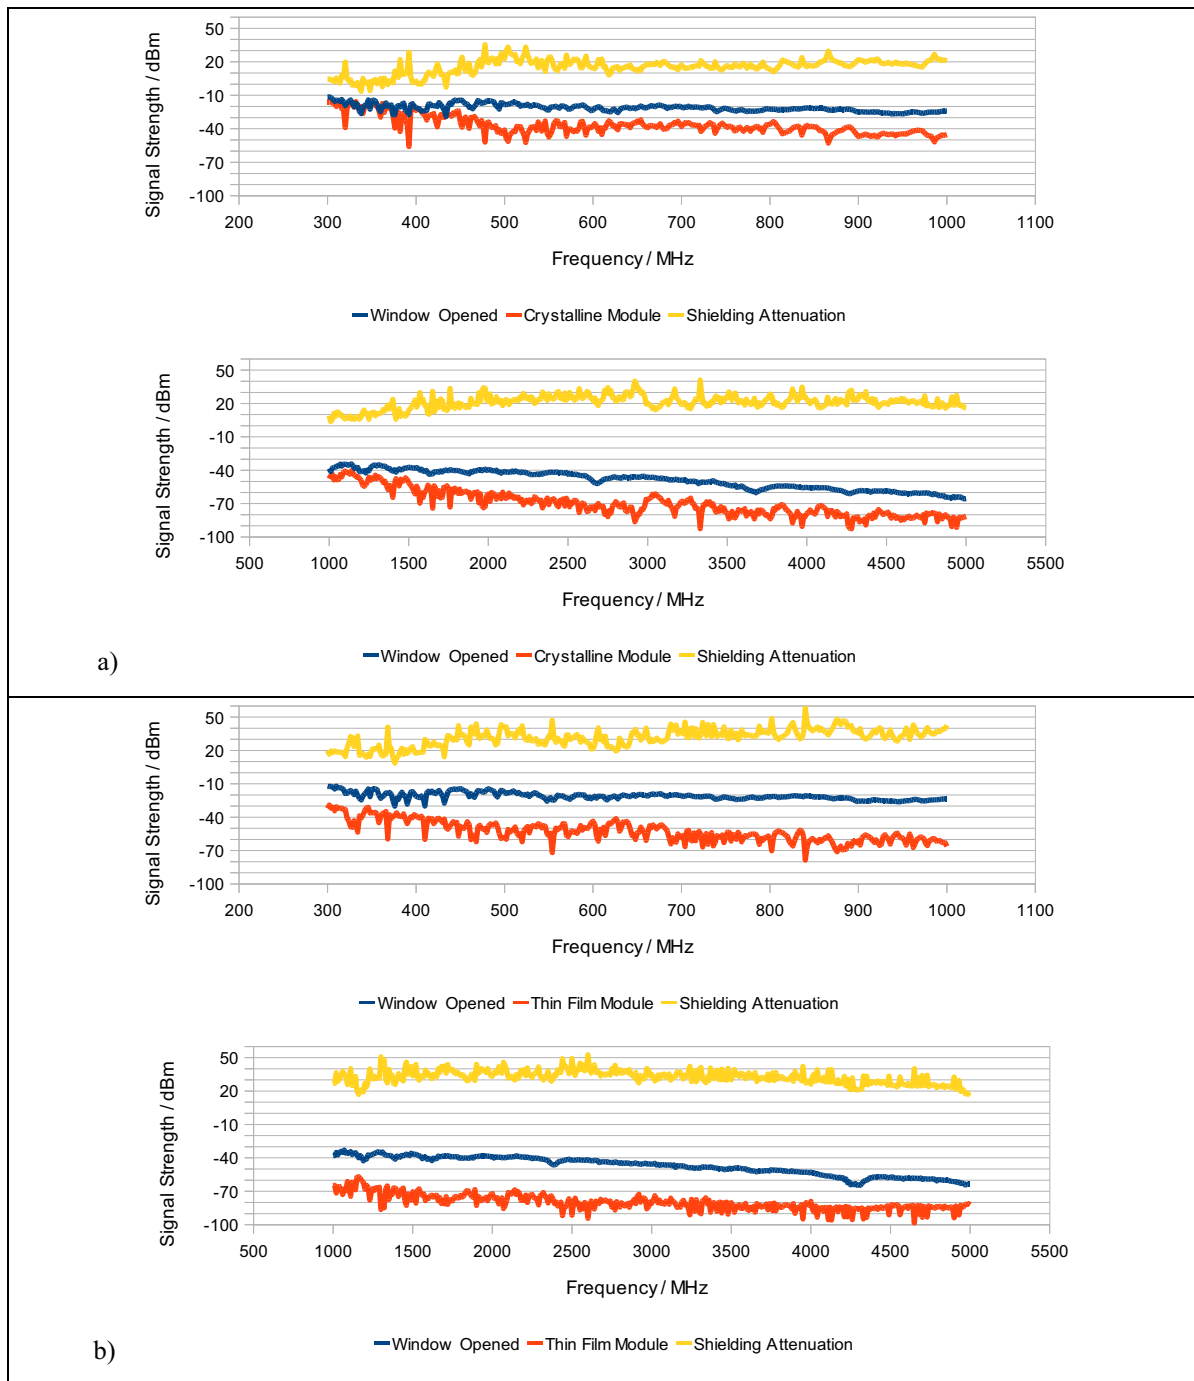 50
20
-10
-40
-70
-100
Signal Strength / dBm
200 300 400 500 600 700 800 900 1000 1100
Frequency / MHz
Window Opened Crystalline Module Shielding Attenuation
50
20
-10
-40
-70
-100
Signal Strength / dBm
500 1000 1500 2000 2500 3000 3500 4000 4500 5000 5500
Frequency / MHz
a)
Window Opened Crystalline Module Shielding Attenuation
50
20
-10
-40
-70
-100
Signal Strength / dBm
200 300 400 500 600 700 800 900 1000 1100
Frequency / MHz
Window Opened Thin Film Module Shielding Attenuation
50
20
-10
-40
-70
-100
Signal Strength / dBm
500 1000 1500 2000 2500 3000 3500 4000 4500 5000 5500
Frequency / MHz
b)
Window Opened Thin Film Module Shielding Attenuation